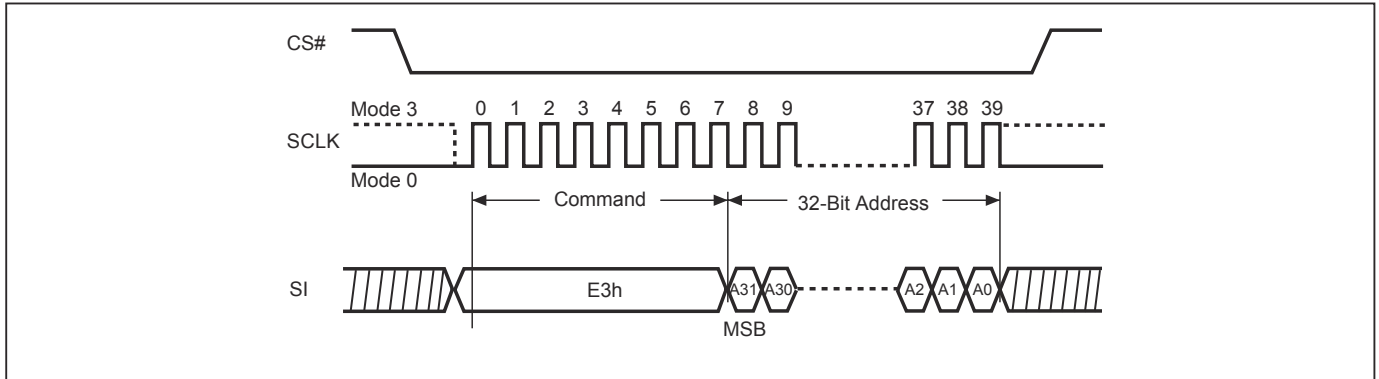 CS#
Mode 3 0 1 2 3 4 5 6 7 8 9 37 38 39
SCLK
Mode 0
Command 32-Bit Address
SI E3h A31 A30 A2 A1 A0
MSB